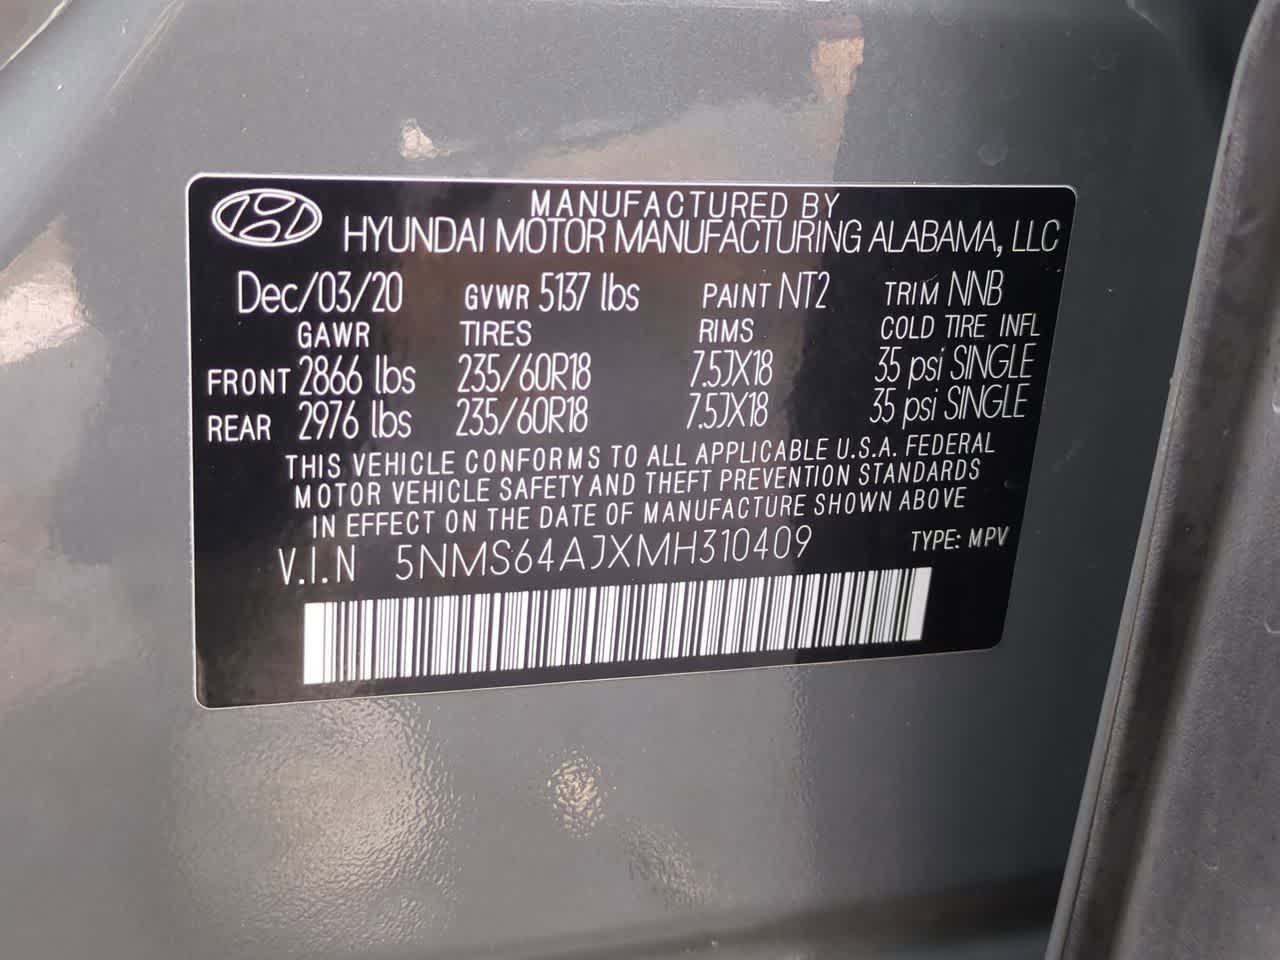 MANUFACTURED BY
HYUNDAI MOTOR MANUFACTURING ALABAMA, LLC
Dec/03/20 GVWR 5137 lbs PAINT NT2 TRIM NNB
GAWR TIRES RIMS COLD TIRE INFL
FRONT 2866 lbs 235/60R18 7.5JX18 35 psi SINGLE
REAR 2976 lbs 235/60R18 7.5JX18 35 psi SINGLE
THIS VEHICLE CONFORMS TO ALL APPLICABLE U.S.A. FEDERAL
MOTOR VEHICLE SAFETY AND THEFT PREVENTION STANDARDS
IN EFFECT ON THE DATE OF MANUFACTURE SHOWN ABOVE
V.I.N 5NMS64AJXMH310409 TYPE: MPV